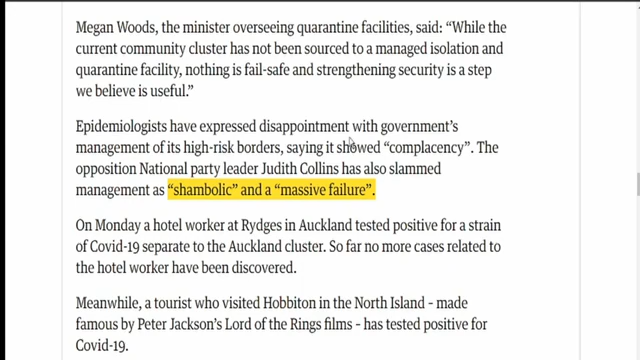 Megan Woods, the minister overseeing quarantine facilities, said: “While the
current community cluster has not been sourced to a managed isolation and
quarantine facility, nothing is fail-safe and strengthening security is a step
we believe is useful.”
Epidemiologists have expressed disappointment with government’s
management of its high-risk borders, saying it showed “complacency”. The
opposition National party leader Judith Collins has also slammed
management as “shambolic” and a “massive failure”.
On Monday a hotel worker at Rydges in Auckland tested positive for a strain
of Covid-19 separate to the Auckland cluster. So far no more cases related to
the hotel worker have been discovered.
Meanwhile, a tourist who visited Hobbiton in the North Island - made
famous by Peter Jackson’s Lord of the Rings films - has tested positive for
Covid-19.